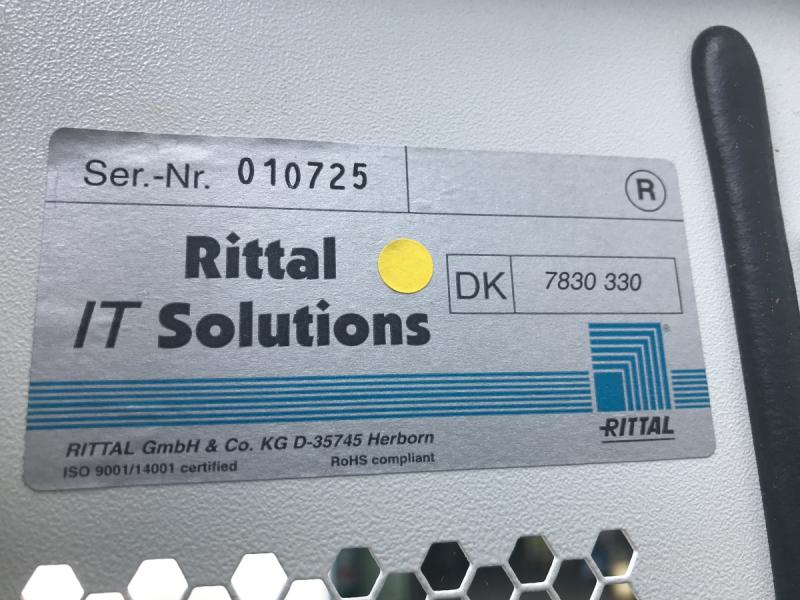 Ser.-Nr. 010725
R
Rittal
IT Solutions
DK 7830 330
RITTAL
®
RITTAL GmbH & Co. KG D-35745 Herborn
ISO 9001/14001 certified RoHS compliant